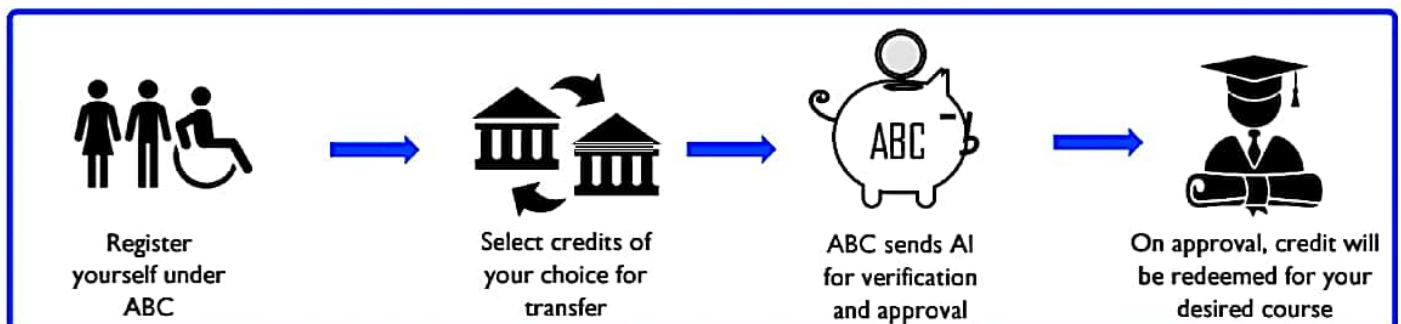 Register
yourself under
ABC
Select credits of
your choice for
transfer
ABC
ABC sends AI
for verification
and approval
On approval, credit will
be redeemed for your
desired course